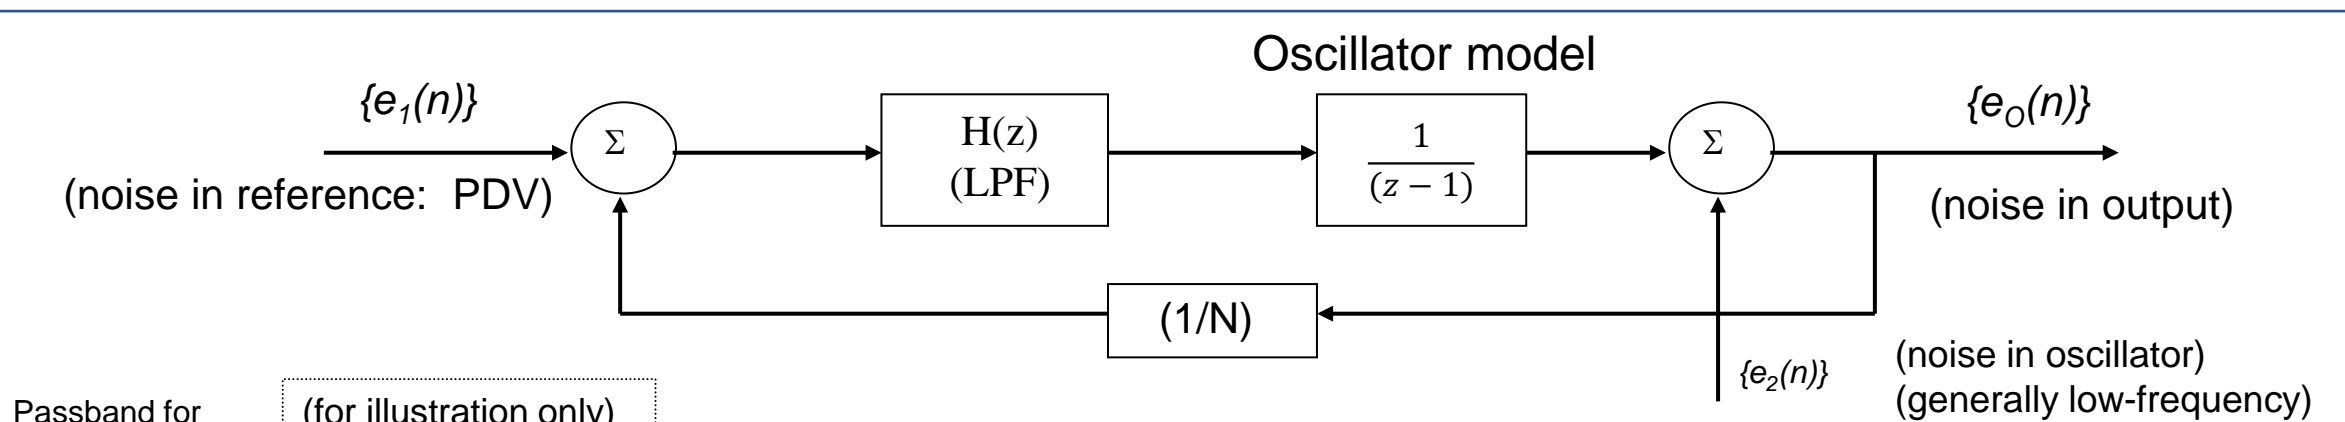 Oscillator model
{e1(n)}
{eO(n)}
Σ
H(z)
(LPF)
1
(z − 1)
Σ
(noise in reference: PDV)
(noise in output)
(1/N)
{e2(n)}
(noise in oscillator)
(generally low-frequency)
Passband for
(for illustration only)